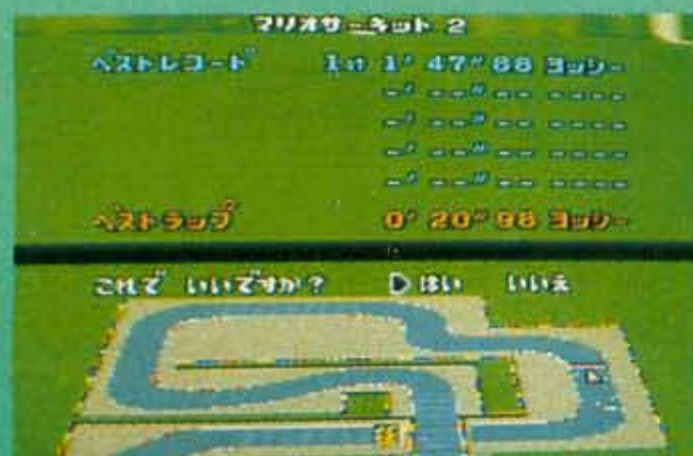 マリオサーキット 2
ベストレコード 1st 1' 47"88 ヨッシー
-' --"-- ----
-' --"-- ----
-' --"-- ----
-' --"-- ----
ベストラップ 0' 20"98 ヨッシー
これで いいですか? ▶はい いいえ